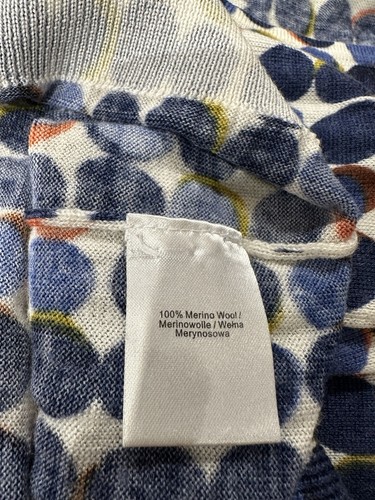 100% Merino Wool /
Merinowolle / Wełna
Merynosowa